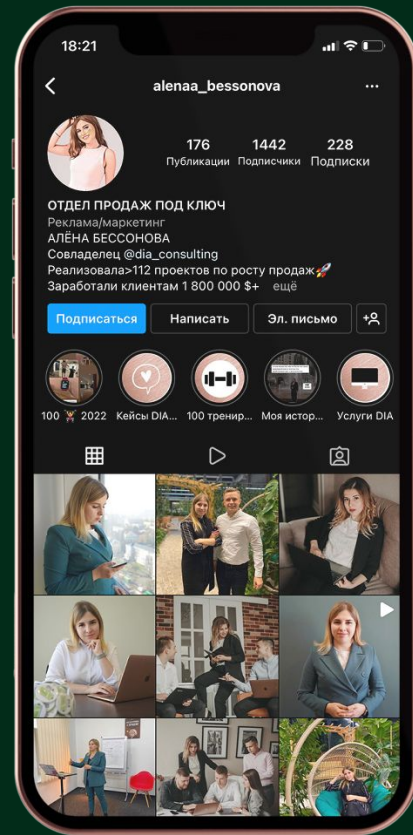 18:21
alenaa_bessonova
176 1442 228
Публикации Подписчики Подписки
ОТДЕЛ ПРОДАЖ ПОД КЛЮЧ
Реклама/маркетинг
АЛЁНА БЕССОНОВА
Совладелец @dia_consulting
Реализовала>112 проектов по росту продаж🚀
Заработали клиентам 1 800 000 $+ ещё
Подписаться Написать Эл. письмо
100 🏋 2022 Кейсы DIA... 100 тренир... Моя истор... Услуги DIA